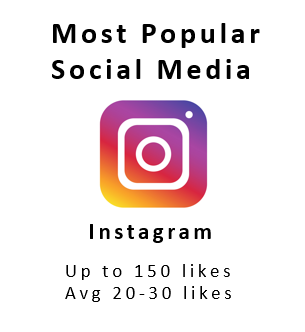 Most Popular
Social Media
Instagram
Up to 150 likes
Avg 20-30 likes